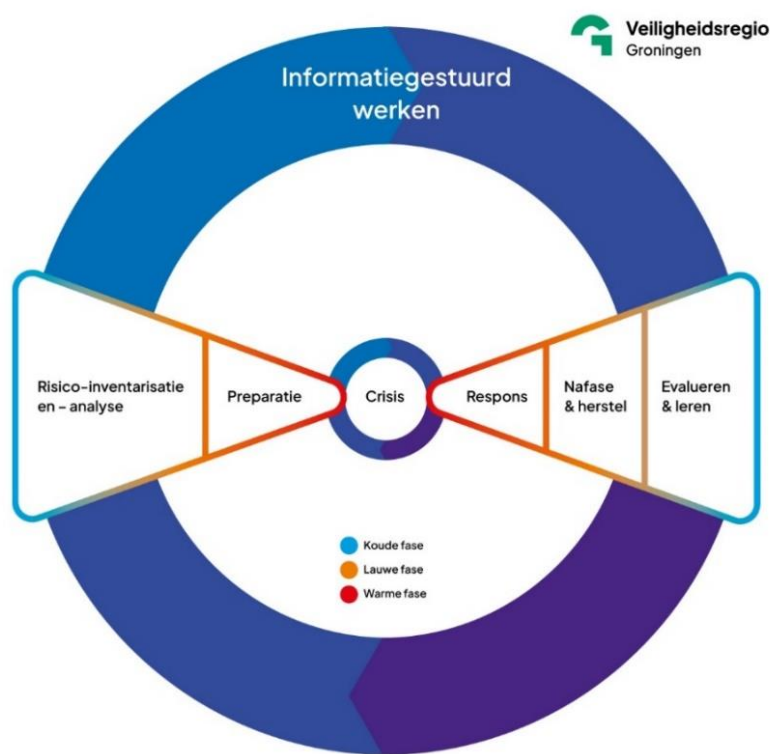 Veiligheidsregio
Groningen
Informatiegestuurd
werken
Risico-inventarisatie
en – analyse
Preparatie
Crisis
Respons
Nafase
& herstel
Evalueren
& leren
Koude fase
Lauwe fase
Warme fase